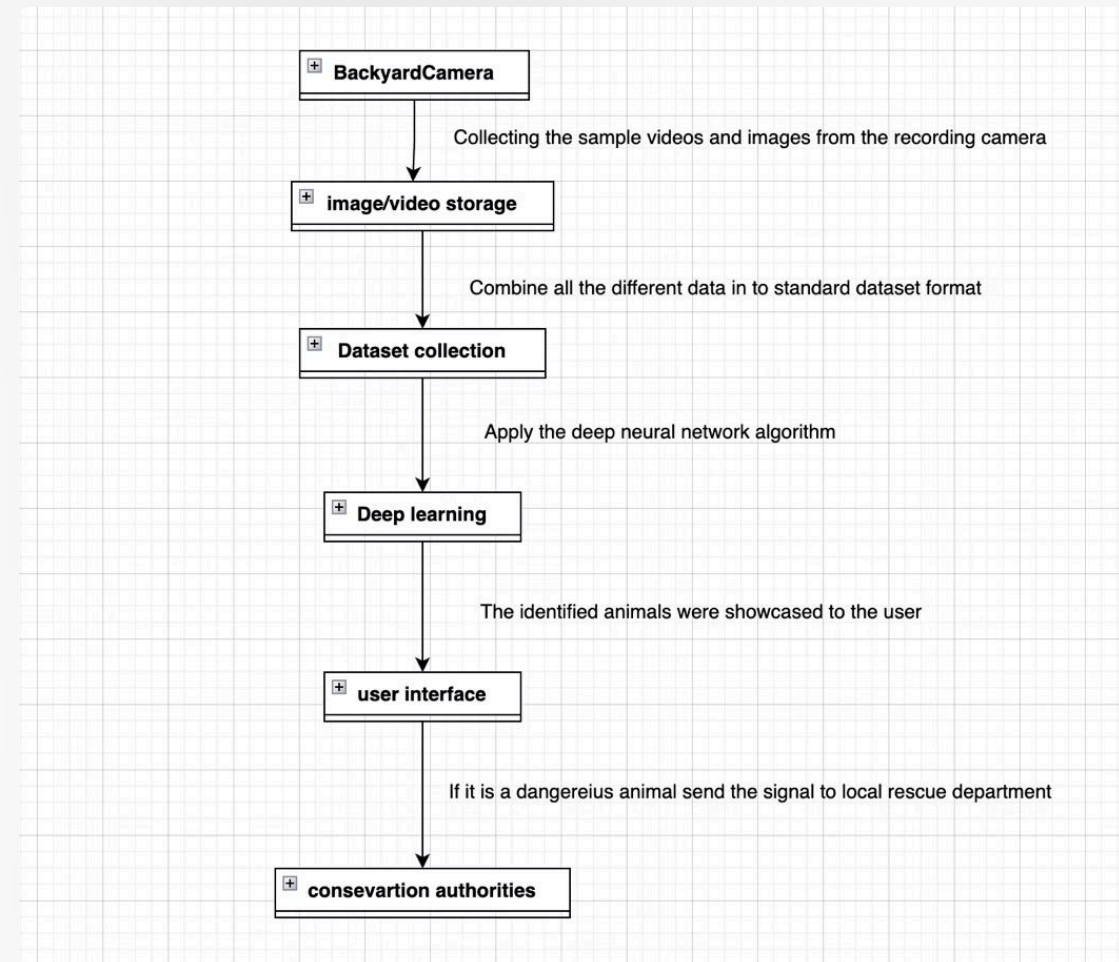 BackyardCamera
Collecting the sample videos and images from the recording camera
image/video storage
Combine all the different data in to standard dataset format
Dataset collection
Apply the deep neural network algorithm
Deep learning
The identified animals were showcased to the user
user interface
If it is a dangereius animal send the signal to local rescue department
consevartion authorities